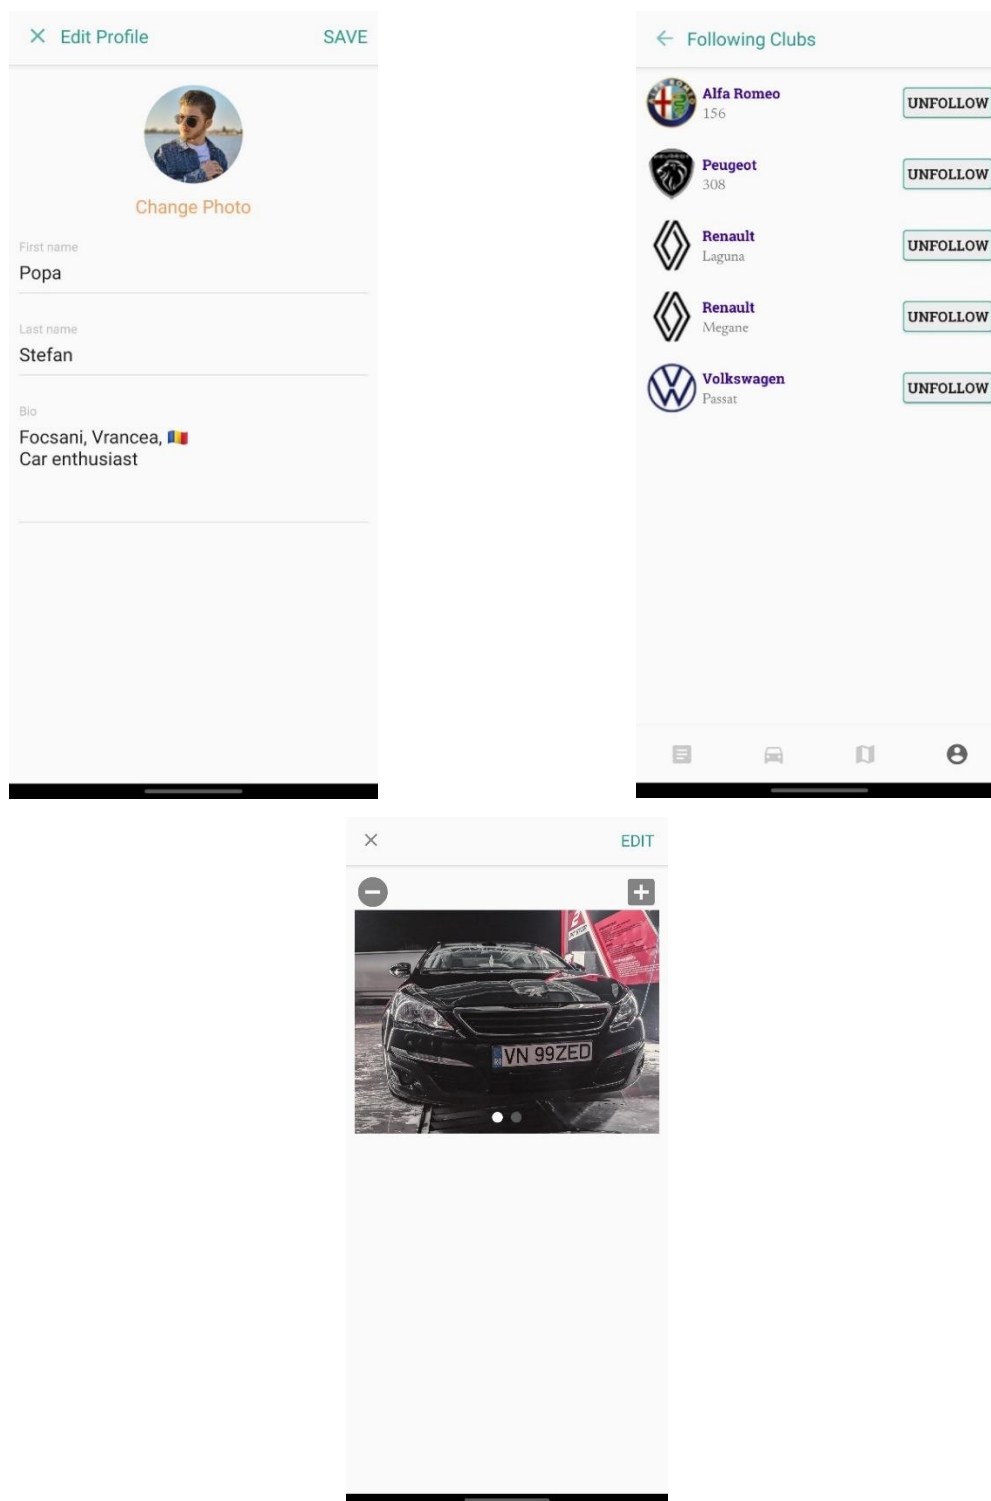 Edit Profile
SAVE
Change Photo
First name
Popa
Last name
Stefan
Bio
Focsani, Vrancea, 🇷🇴
Car enthusiast
Following Clubs
Alfa Romeo
156
UNFOLLOW
Peugeot
308
UNFOLLOW
Renault
Laguna
UNFOLLOW
Renault
Megane
UNFOLLOW
Volkswagen
Passat
UNFOLLOW
EDIT
VN 99ZED